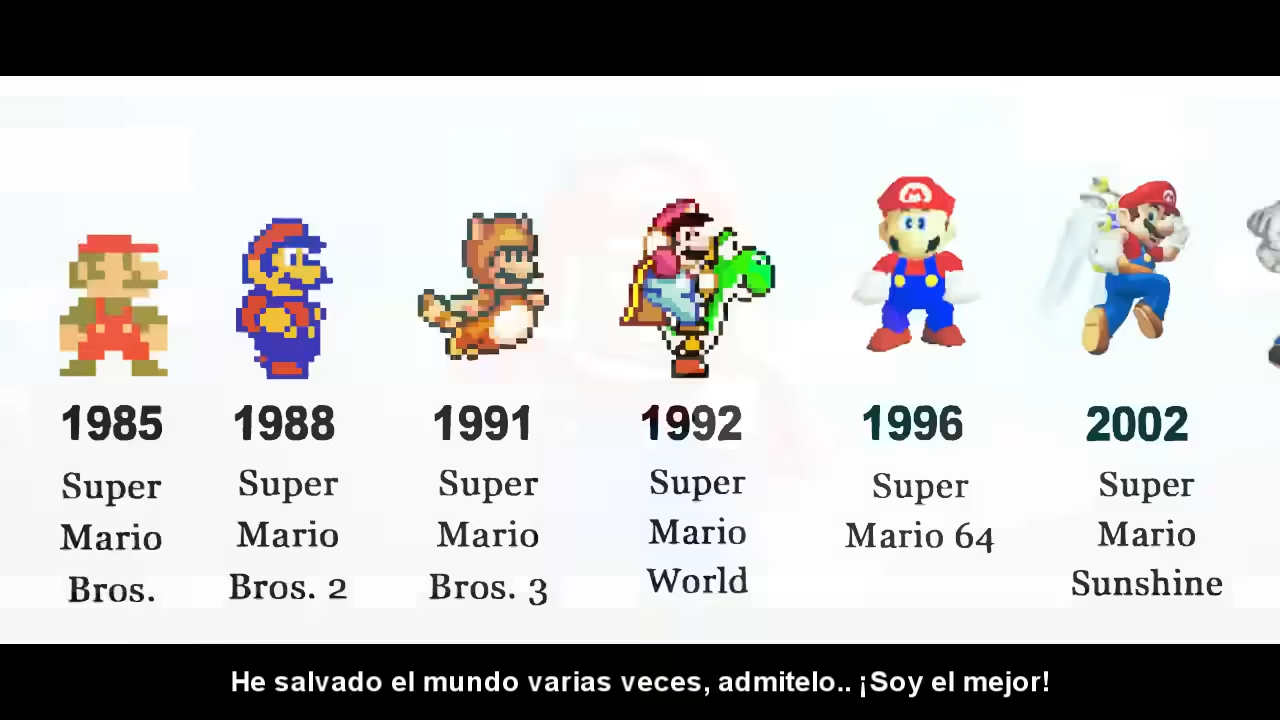 1985
Super
Mario
Bros.
1988
Super
Mario
Bros. 2
1991
Super
Mario
Bros. 3
1992
Super
Mario
World
1996
Super
Mario 64
2002
Super
Mario
Sunshine
He salvado el mundo varias veces, admitelo.. ¡Soy el mejor!